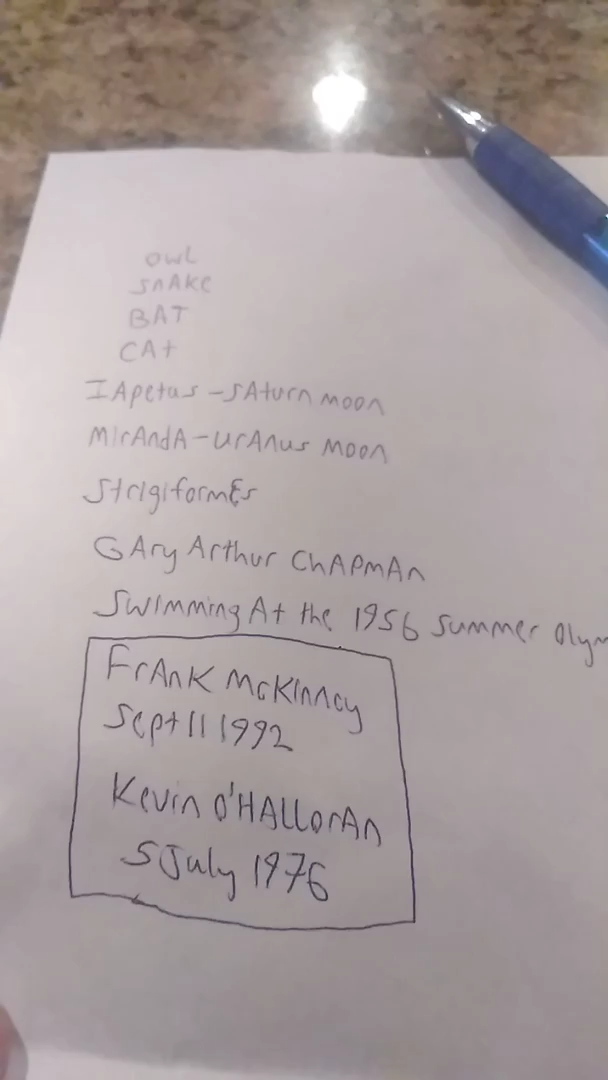 OWL
SNAKE
BAT
CAt
IApetus - SAturn moon
MirAndA - UrAnus Moon
StrigiformEs
GAry Arthur ChAPMAn
Swimming At the 1956 Summer Olym
FrAnK McKinney
Sept 11 1992
Kevin O'HAllorAn
5 July 1976